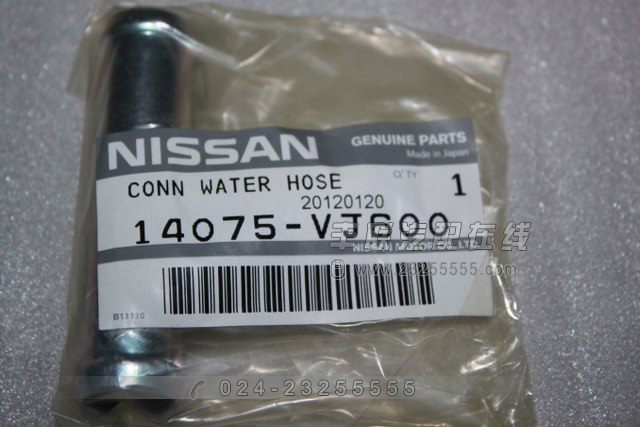 NISSAN
GENUINE PARTS
Made in Japan
CONN WATER HOSE
Q'TY
1
20120120
14075-VJ600
NISSAN MOTOR CO., LTD.
www.23255555.com
B11110
024-23255555